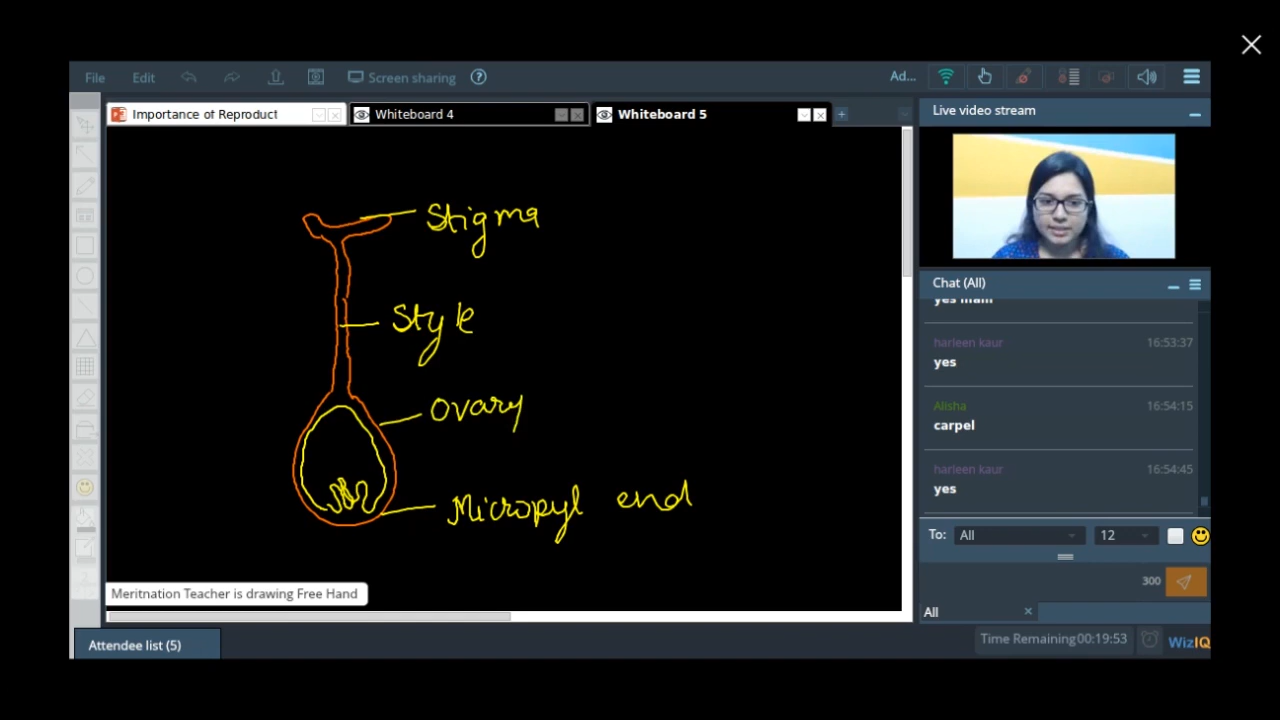 File Edit Screen sharing ? Ad...
Importance of Reproduct
Whiteboard 4
Whiteboard 5
Stigma
Style
Ovary
Micropyl end
Meritnation Teacher is drawing Free Hand
Attendee list (5)
Live video stream
Chat (All)
harleen kaur 16:53:37
yes
Alisha 16:54:15
carpel
harleen kaur 16:54:45
yes
To: All 12
300
All
Time Remaining00:19:53 WizIQ